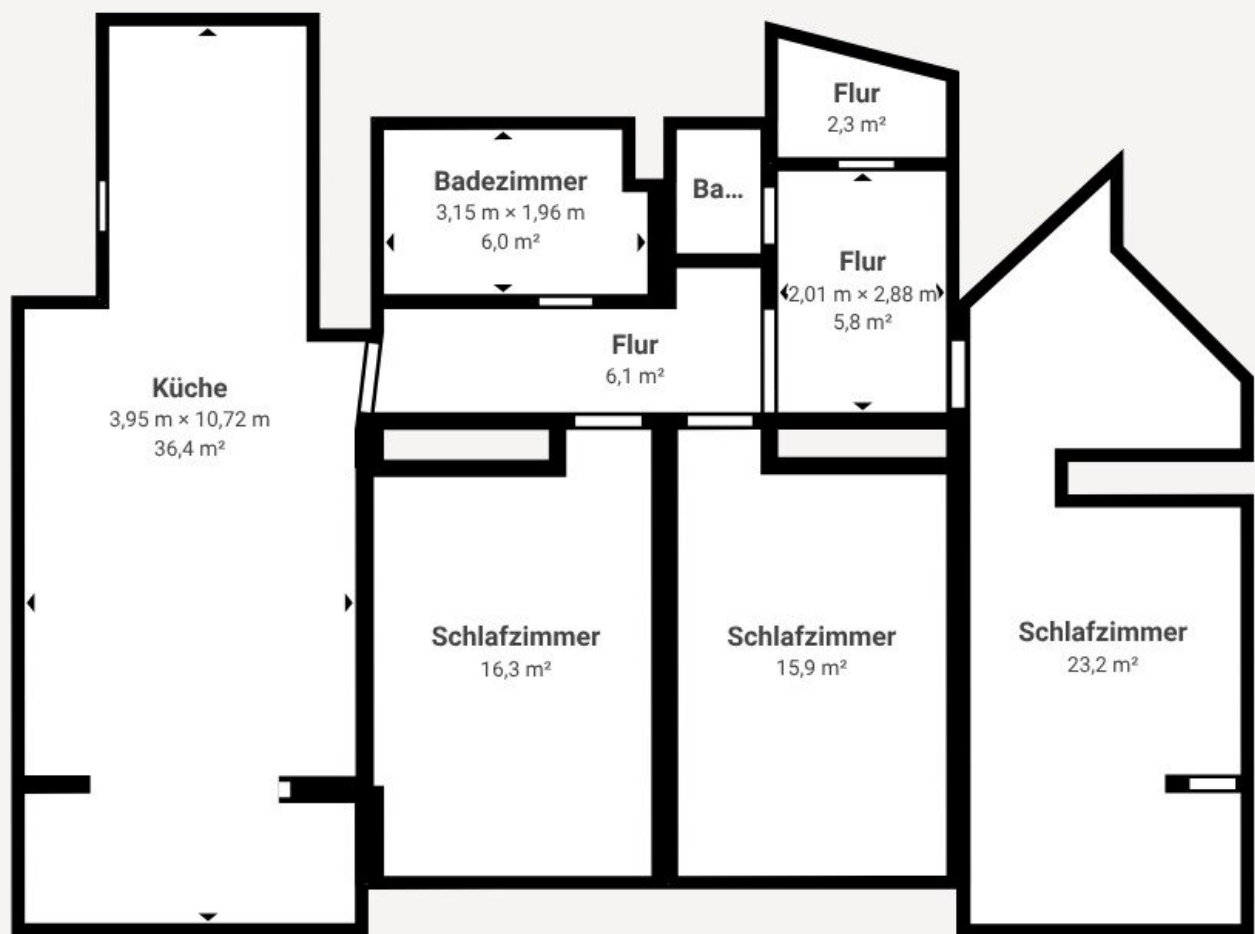 Flur
2,3 m²
Badezimmer
3,15 m × 1,96 m
6,0 m²
Ba...
Flur
2,01 m × 2,88 m
5,8 m²
Flur
6,1 m²
Küche
3,95 m × 10,72 m
36,4 m²
Schlafzimmer
16,3 m²
Schlafzimmer
15,9 m²
Schlafzimmer
23,2 m²